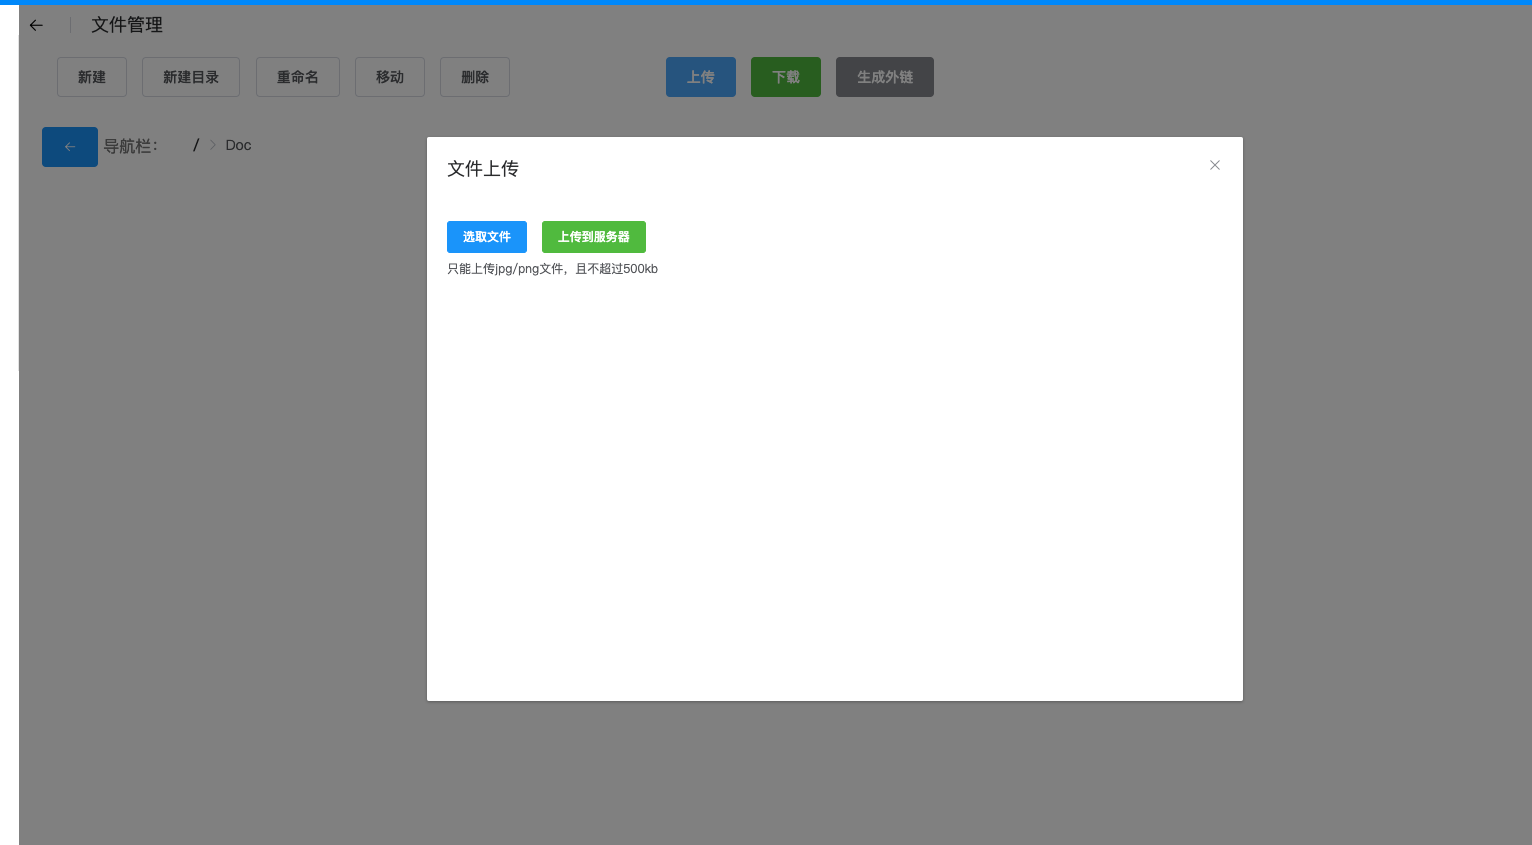 文件管理
新建 新建目录 重命名 移动 删除 上传 下载 生成外链
导航栏： / Doc
文件上传
选取文件 上传到服务器
只能上传jpg/png文件，且不超过500kb